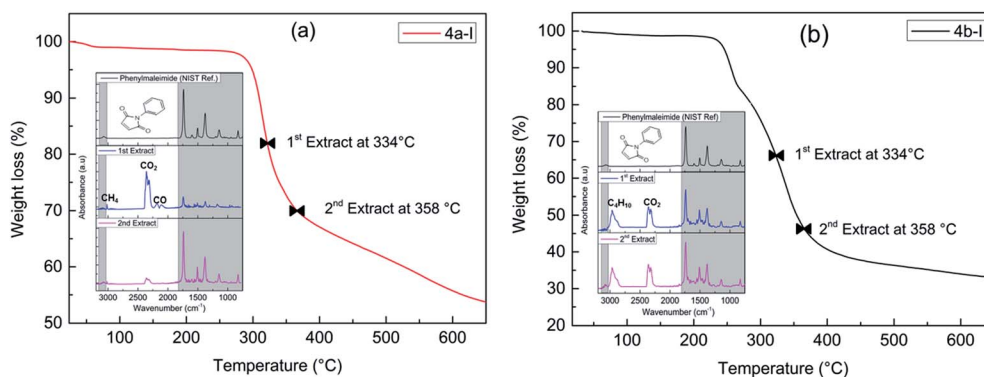 (a)
4a-I
100
90
80
70
60
50
Weight loss (%)
0
100
200
300
400
500
600
Temperature (°C)
1st Extract at 334°C
2nd Extract at 358 °C
Phenylmaleimide (NIST Ref.)
1st Extract
CO2
CH4
CO
2nd Extract
Absorbance (a.u)
3000 2500 2000 1500 1000
Wavenumber (cm-1)
(b)
4b-I
100
90
80
70
60
50
40
30
20
Weight loss (%)
100
200
300
400
500
600
Temperature (°C)
1st Extract at 334°C
2nd Extract at 358 °C
Phenylmaleimide (NIST Ref)
1st Extract
C4H10
CO2
2nd Extract
Absorbance (a.u)
3000 2500 2000 1500 1000
Wavenumber (cm-1)